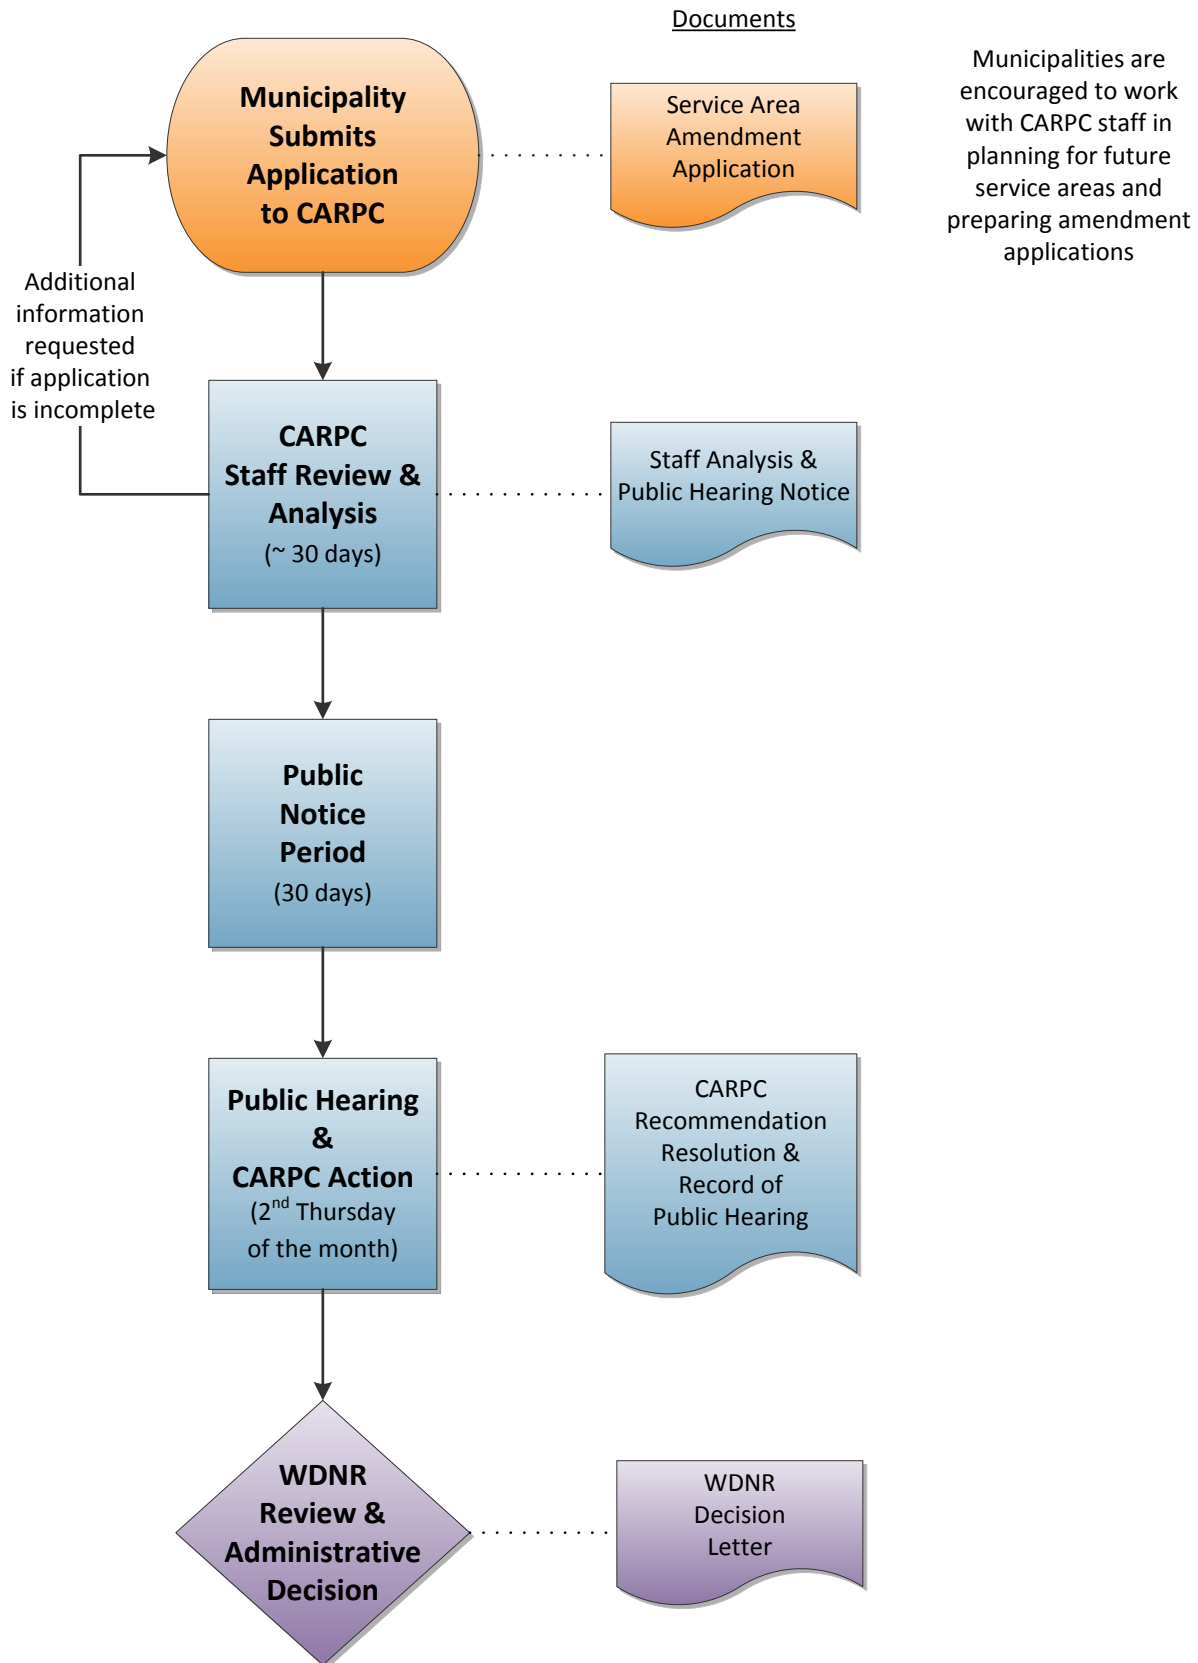 Documents
Municipality
Submits
Application
to CARPC
Service Area
Amendment
Application
Municipalities are
encouraged to work
with CARPC staff in
planning for future
service areas and
preparing amendment
applications
Additional
information
requested
if application
is incomplete
CARPC
Staff Review &
Analysis
(~ 30 days)
Staff Analysis &
Public Hearing Notice
Public
Notice
Period
(30 days)
Public Hearing
&
CARPC Action
(2nd Thursday
of the month)
CARPC
Recommendation
Resolution &
Record of
Public Hearing
WDNR
Review &
Administrative
Decision
WDNR
Decision
Letter